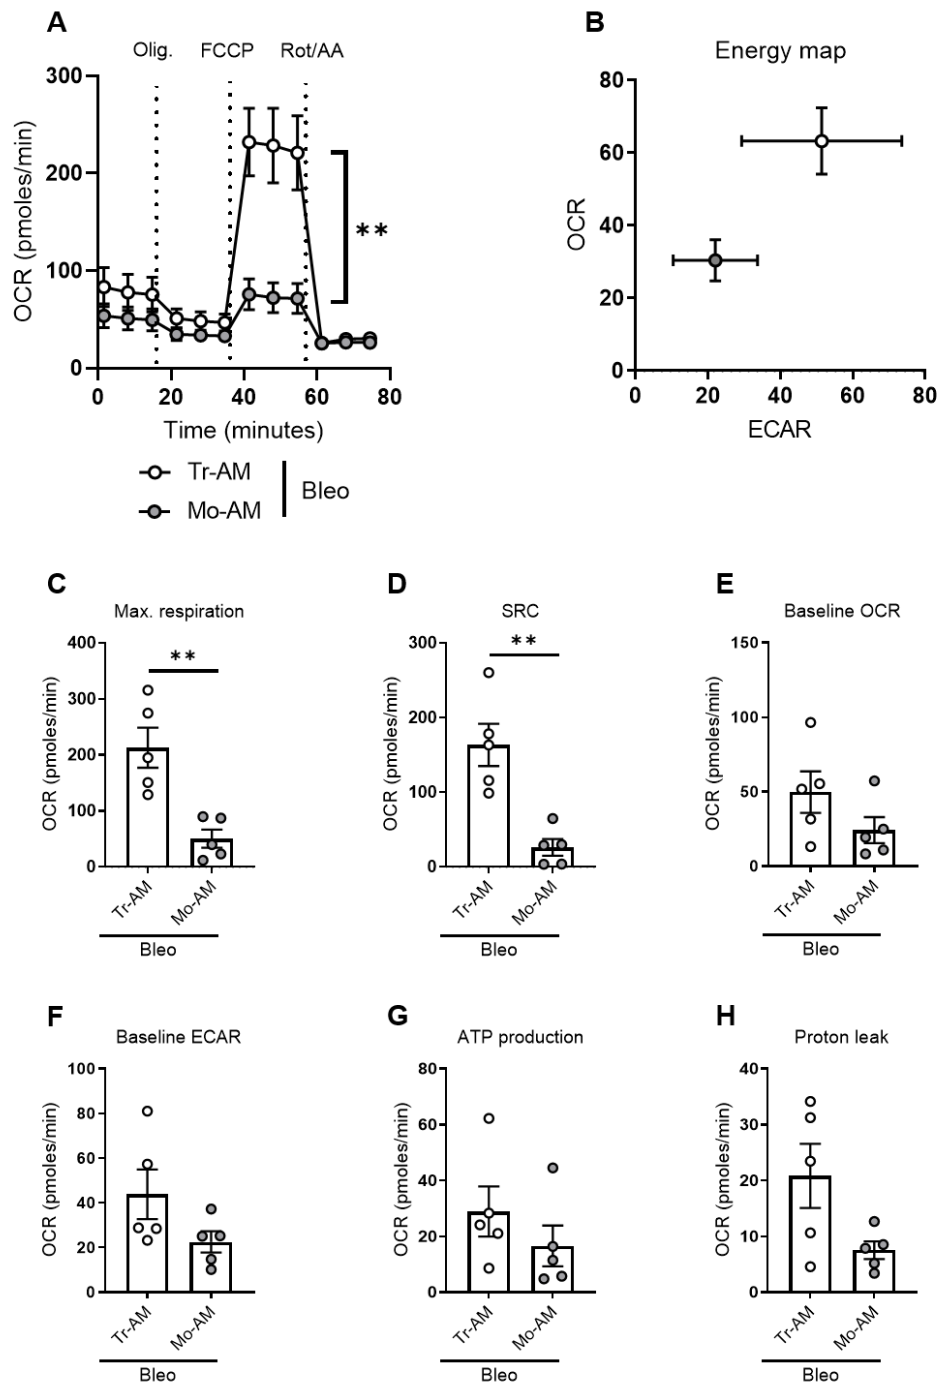 A
Olig. FCCP Rot/AA
300
200
100
0
OCR (pmoles/min)
**
0 20 40 60 80
Time (minutes)
Tr-AM
Mo-AM
Bleo
B
Energy map
80
60
40
20
0
OCR
0 20 40 60 80
ECAR
C
Max. respiration
**
400
300
200
100
0
OCR (pmoles/min)
Tr-AM Mo-AM
Bleo
D
SRC
**
300
200
100
0
OCR (pmoles/min)
Tr-AM Mo-AM
Bleo
E
Baseline OCR
150
100
50
0
OCR (pmoles/min)
Tr-AM Mo-AM
Bleo
F
Baseline ECAR
100
80
60
40
20
0
OCR (pmoles/min)
Tr-AM Mo-AM
Bleo
G
ATP production
80
60
40
20
0
OCR (pmoles/min)
Tr-AM Mo-AM
Bleo
H
Proton leak
40
30
20
10
0
OCR (pmoles/min)
Tr-AM Mo-AM
Bleo